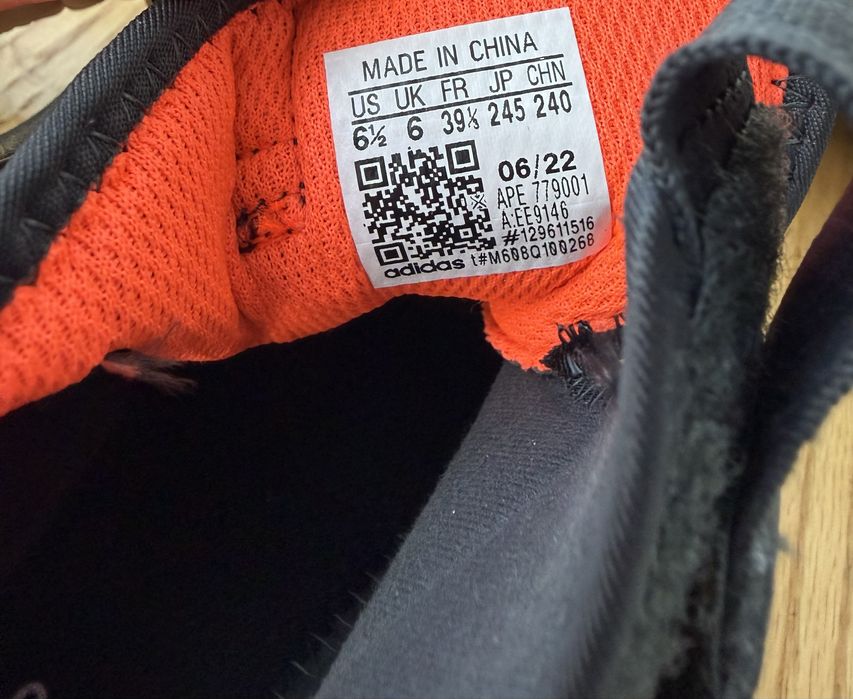 MADE IN CHINA
US UK FR JP CHN
6½ 6 39⅓ 245 240
06/22
APE 779001
A:EE9146
#129611516
adidas t#M608Q100268